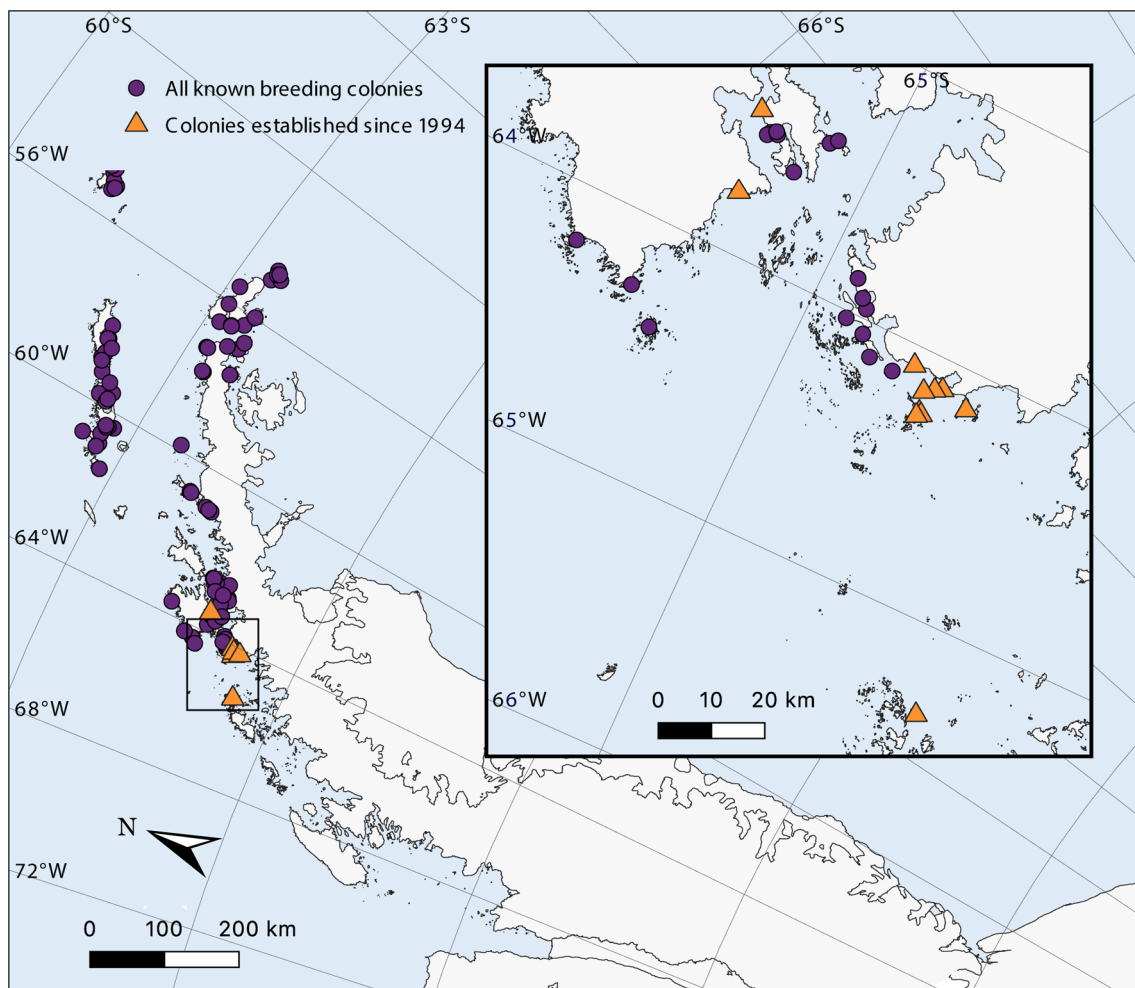 60°S
63°S
66°S
All known breeding colonies
Colonies established since 1994
65°S
64°W
56°W
60°W
65°W
64°W
66°W
0 10 20 km
68°W
N
72°W
0 100 200 km